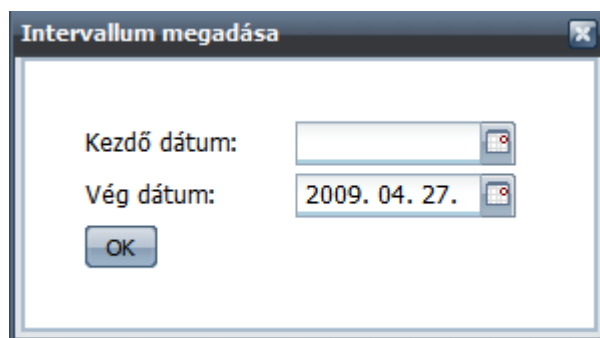 Intervallum megadása
Kezdő dátum:
Vég dátum: 2009. 04. 27.
OK